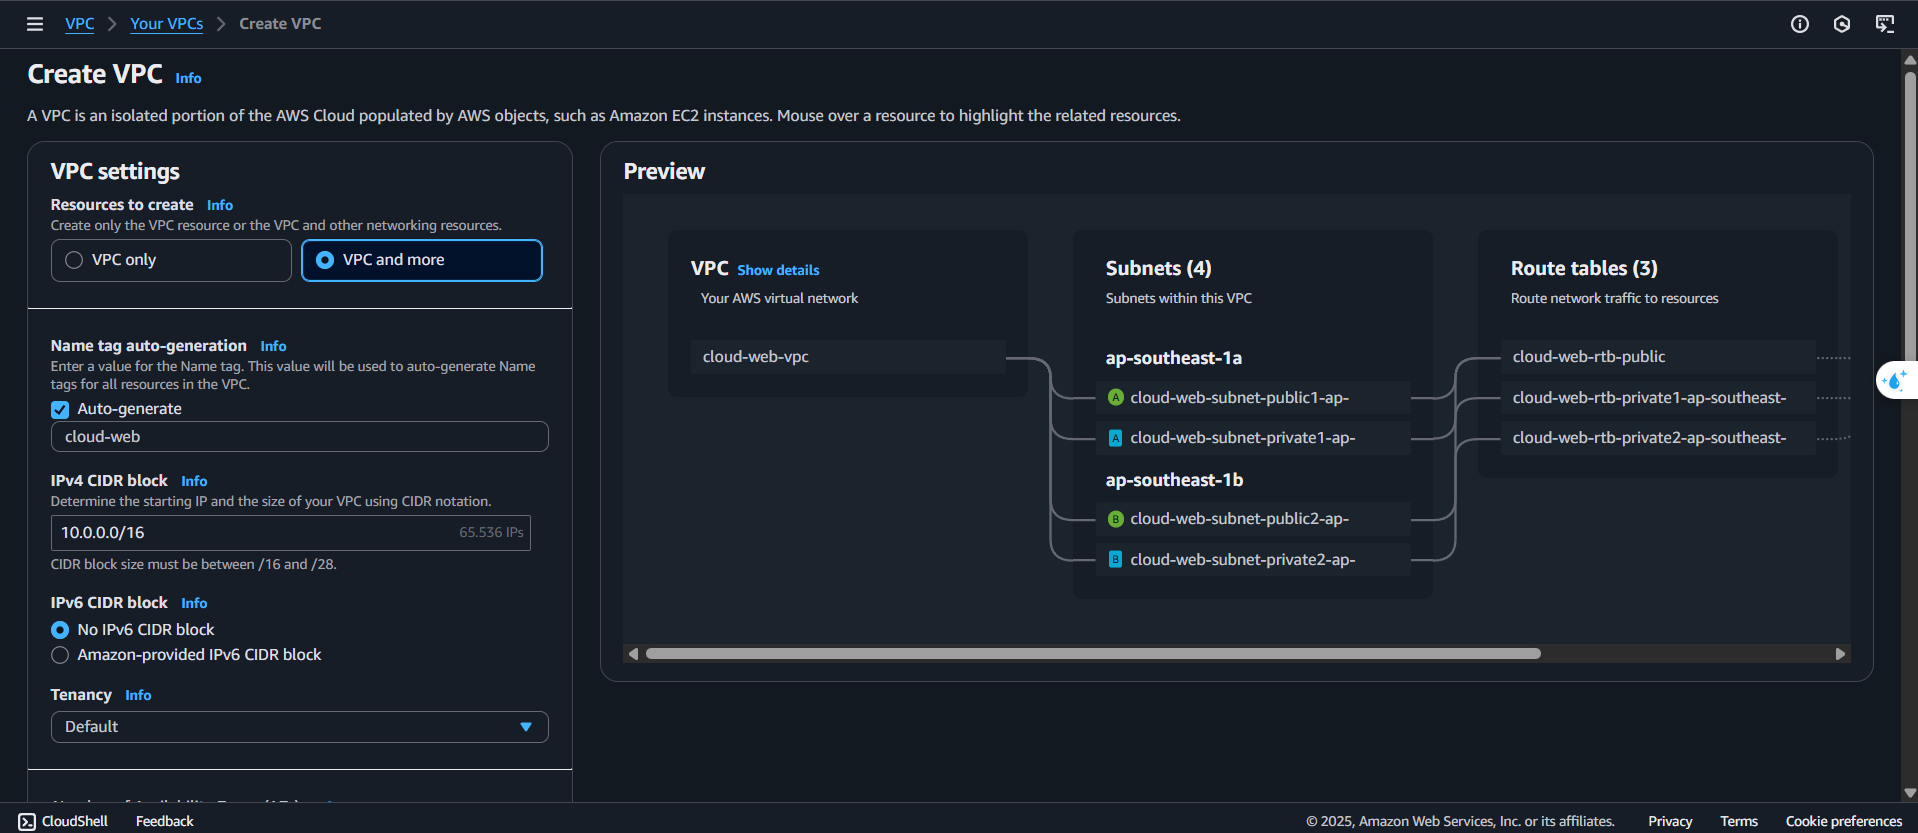 VPC
Your VPCs
Create VPC
Create VPC Info
A VPC is an isolated portion of the AWS Cloud populated by AWS objects, such as Amazon EC2 instances. Mouse over a resource to highlight the related resources.
VPC settings
Resources to create Info
Create only the VPC resource or the VPC and other networking resources.
VPC only
VPC and more
Name tag auto-generation Info
Enter a value for the Name tag. This value will be used to auto-generate Name
tags for all resources in the VPC.
Auto-generate
cloud-web
IPv4 CIDR block Info
Determine the starting IP and the size of your VPC using CIDR notation.
10.0.0.0/16 65.536 IPs
CIDR block size must be between /16 and /28.
IPv6 CIDR block Info
No IPv6 CIDR block
Amazon-provided IPv6 CIDR block
Tenancy Info
Default
Preview
VPC Show details
Your AWS virtual network
cloud-web-vpc
Subnets (4)
Subnets within this VPC
ap-southeast-1a
A cloud-web-subnet-public1-ap-
A cloud-web-subnet-private1-ap-
ap-southeast-1b
B cloud-web-subnet-public2-ap-
B cloud-web-subnet-private2-ap-
Route tables (3)
Route network traffic to resources
cloud-web-rtb-public
cloud-web-rtb-private1-ap-southeast-
cloud-web-rtb-private2-ap-southeast-
CloudShell
Feedback
© 2025, Amazon Web Services, Inc. or its affiliates.
Privacy
Terms
Cookie preferences